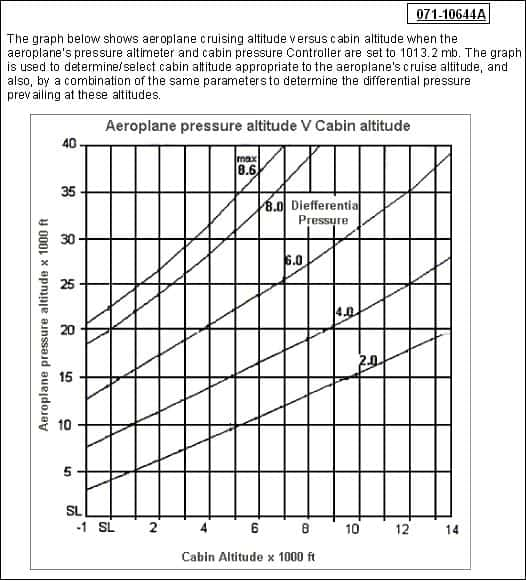 071-10644A
The graph below shows aeroplane cruising altitude versus cabin altitude when the
aeroplane's pressure altimeter and cabin pressure Controller are set to 1013.2 mb. The graph
is used to determine/select cabin altitude appropriate to the aeroplane's cruise altitude, and
also, by a combination of the same parameters to determine the differential pressure
prevailing at these altitudes.
Aeroplane pressure altitude V Cabin altitude
40
max
8.6
35
8.0 Diefferentia
Pressure
30
6.0
25
4.0
20
2.0
15
10
5
SL
Aeroplane pressure altitude x 1000 ft
-1 SL 2 4 6 8 10 12 14
Cabin Altitude x 1000 ft